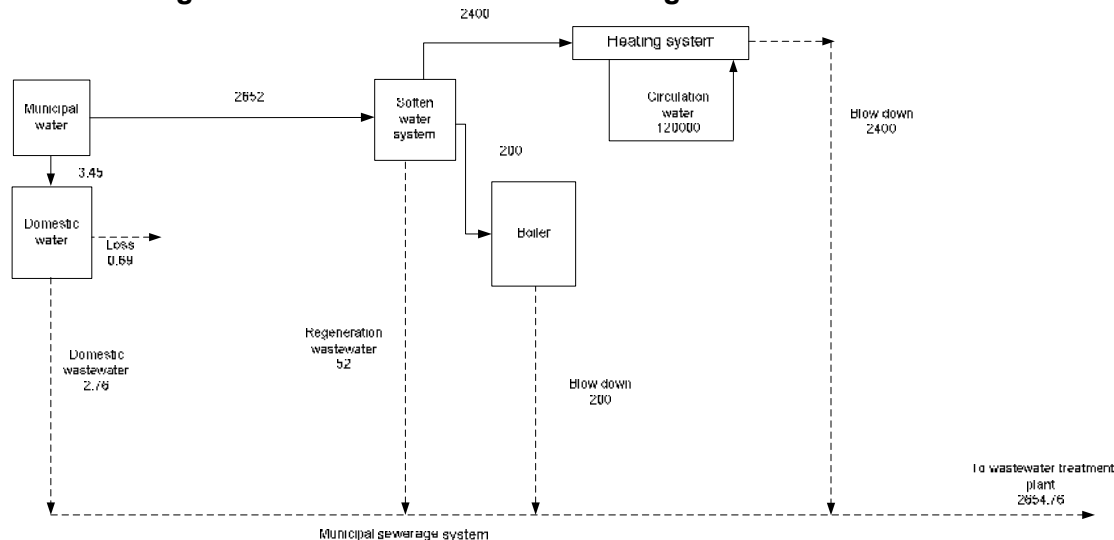 2400
Heating system
Municipal
water
2652
Soften
water
system
Circulation
water
120000
Blow down
2400
3.45
200
Domestic
water
Loss
0.69
Boiler
Domestic
wastewater
2.76
Regeneration
wastewater
52
Blow down
200
To wastewater treatment
plant
2654.76
Municipal sewerage system